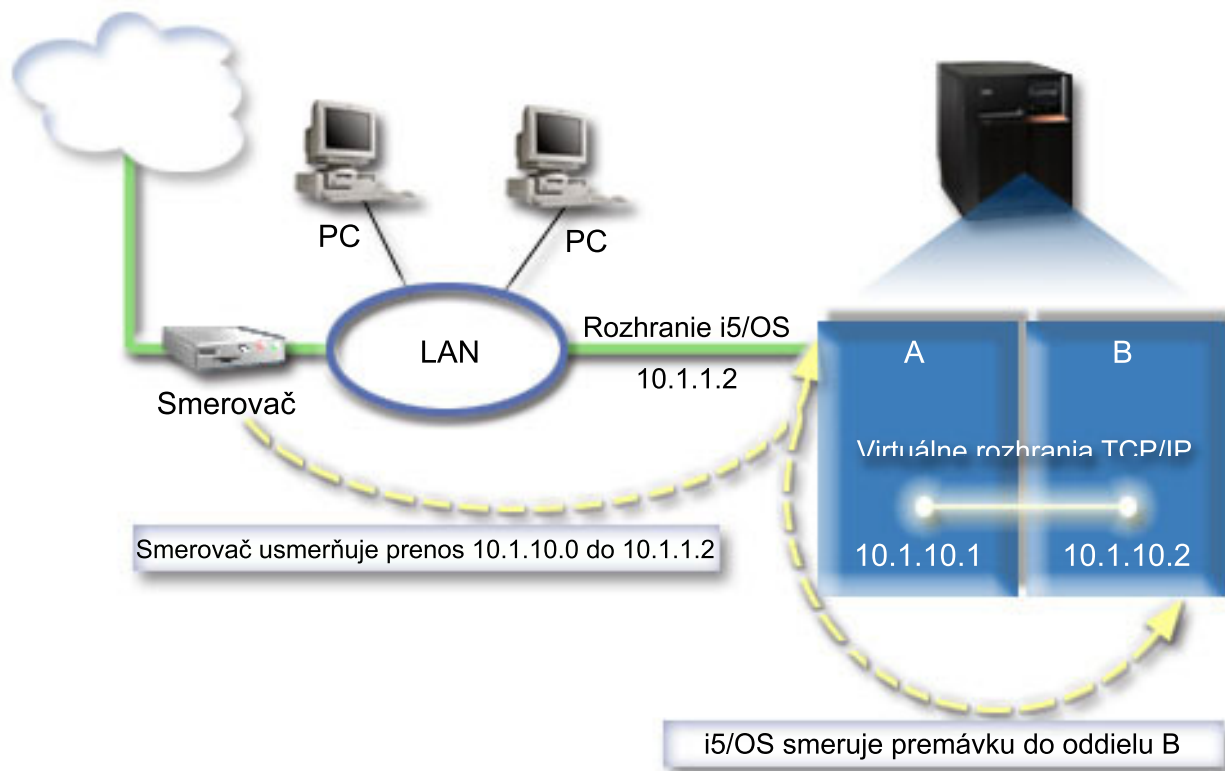 PC
PC
Rozhranie i5/OS
LAN
10.1.1.2
A
B
Smerovač
Virtuálne rozhrania TCP/IP
Smerovač usmerňuje prenos 10.1.10.0 do 10.1.1.2
10.1.10.1
10.1.10.2
i5/OS smeruje premávku do oddielu B